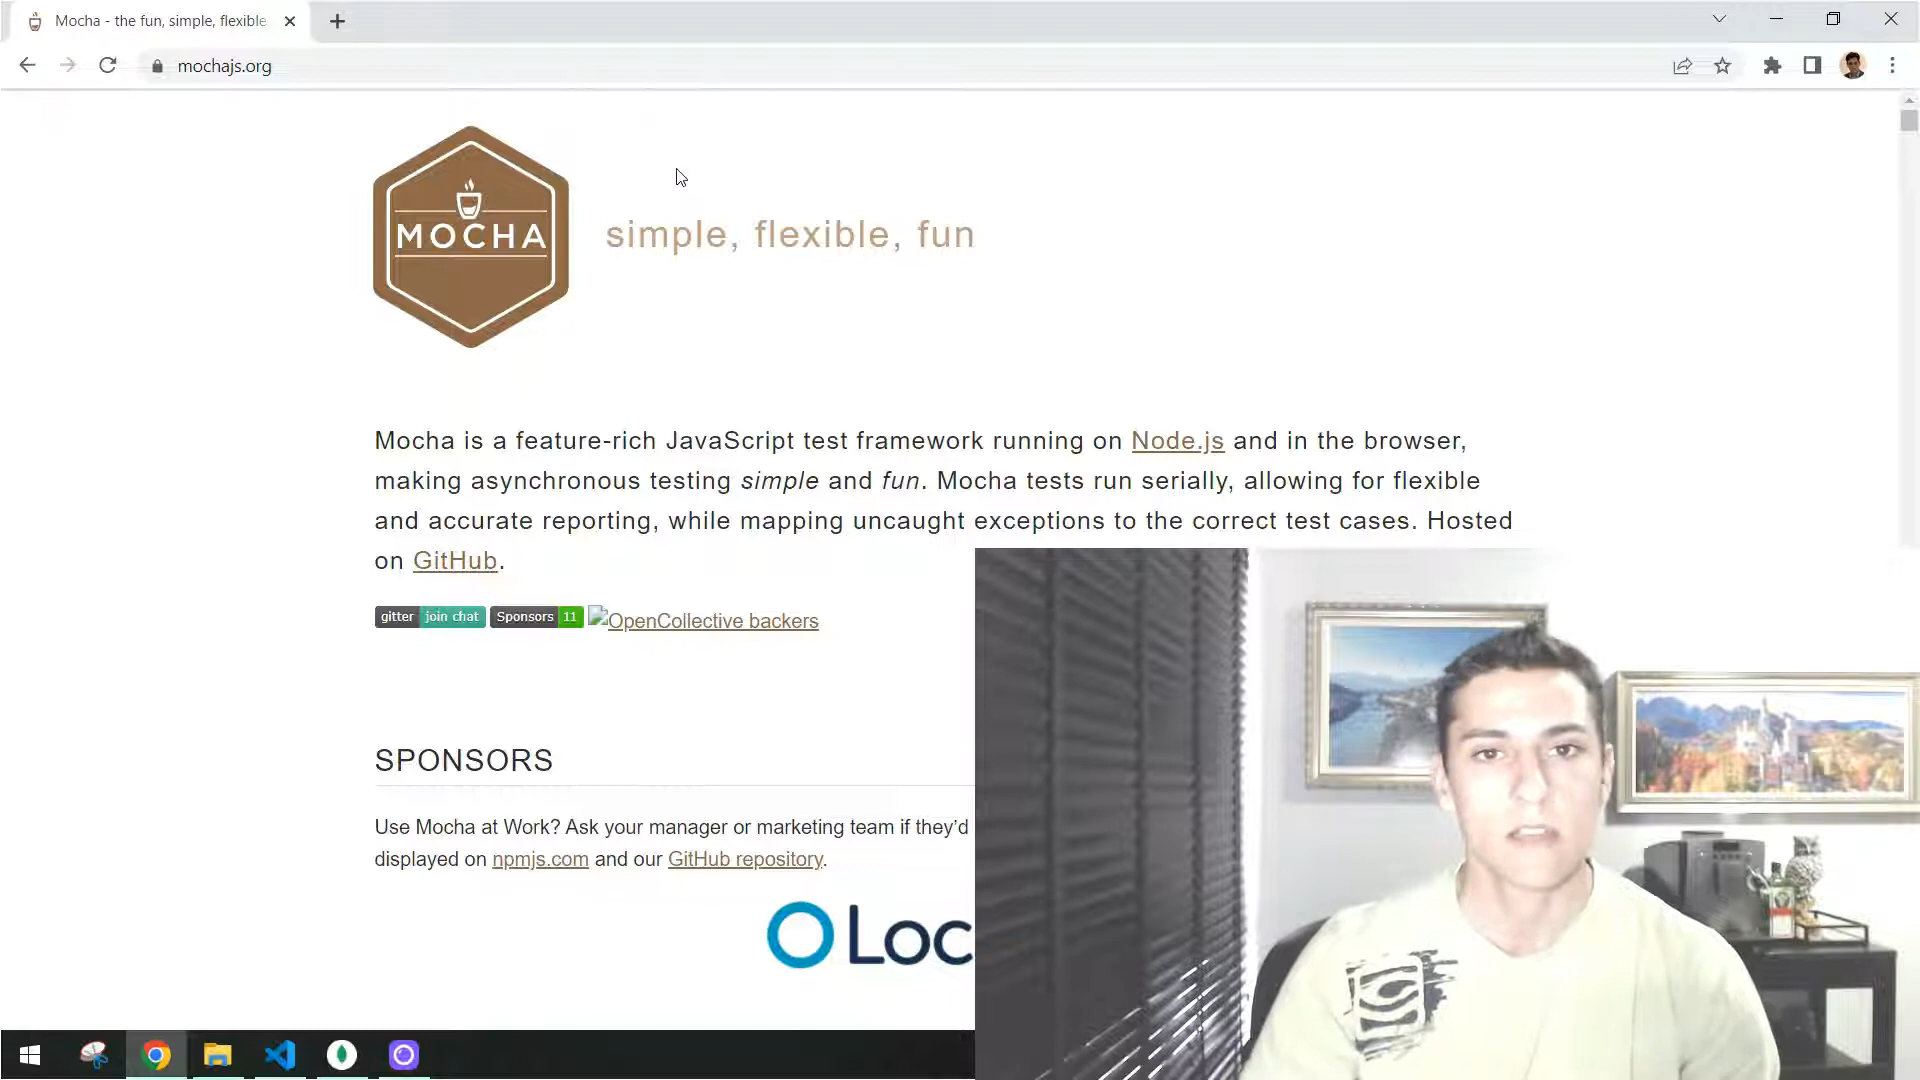 Mocha - the fun, simple, flexible
mochajs.org
MOCHA
simple, flexible, fun
Mocha is a feature-rich JavaScript test framework running on Node.js and in the browser,
making asynchronous testing simple and fun. Mocha tests run serially, allowing for flexible
and accurate reporting, while mapping uncaught exceptions to the correct test cases. Hosted
on GitHub.
gitter join chat Sponsors 11 OpenCollective backers
SPONSORS
Use Mocha at Work? Ask your manager or marketing team if they’d
displayed on npmjs.com and our GitHub repository.
Loc